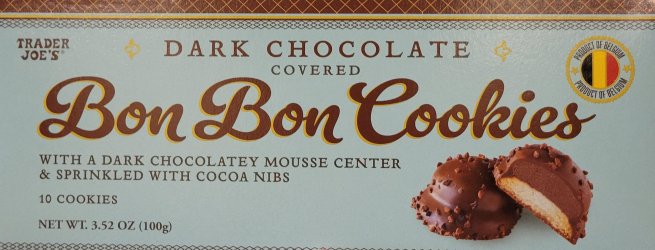 TRADER
JOE'S
DARK CHOCOLATE
COVERED
Bon Bon Cookies
PRODUCT OF BELGIUM
PRODUCT OF BELGIUM
WITH A DARK CHOCOLATEY MOUSSE CENTER
& SPRINKLED WITH COCOA NIBS
10 COOKIES
NET WT. 3.52 OZ (100g)